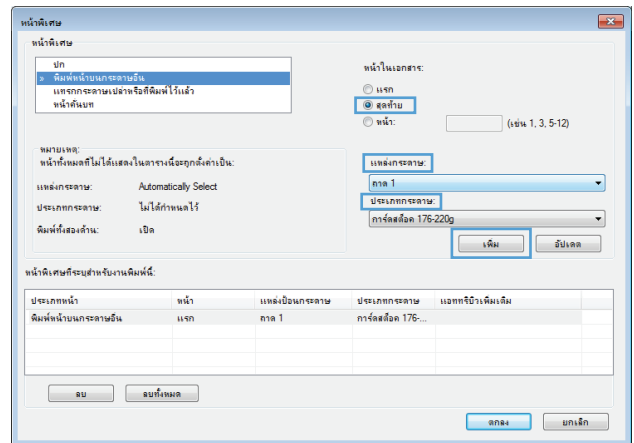 หน้าพิเศษ
หน้าพิเศษ
ปก
» พิมพ์หน้าบนกระดาษอื่น
แทรกกระดาษเปล่าหรือที่พิมพ์ไว้แล้ว
หน้าคั่นบท
หน้าในเอกสาร:
แรก
สุดท้าย
หน้า: (เช่น 1, 3, 5-12)
หมายเหตุ:
หน้าทั้งหมดที่ไม่ได้แสดงในตารางนี้จะถูกตั้งค่าเป็น:
แหล่งกระดาษ: Automatically Select
ประเภทกระดาษ: ไม่ได้กำหนดไว้
พิมพ์ทั้งสองด้าน: เปิด
แหล่งกระดาษ:
ถาด 1
ประเภทกระดาษ:
การ์ดสต็อค 176-220g
เพิ่ม อัปเดต
หน้าพิเศษที่ระบุสำหรับงานพิมพ์นี้:
ประเภทหน้า หน้า แหล่งป้อนกระดาษ ประเภทกระดาษ แอททริบิวเพิ่มเติม
พิมพ์หน้าบนกระดาษอื่น แรก ถาด 1 การ์ดสต็อค 176-...
ลบ ลบทั้งหมด
ตกลง ยกเลิก